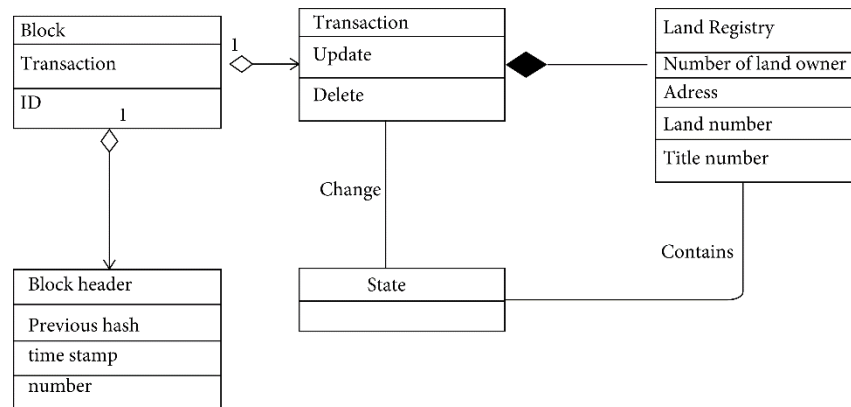 Block
Transaction
ID
1
1
Transaction
Update
Delete
Land Registry
Number of land owner
Adress
Land number
Title number
Change
Contains
Block header
Previous hash
time stamp
number
State